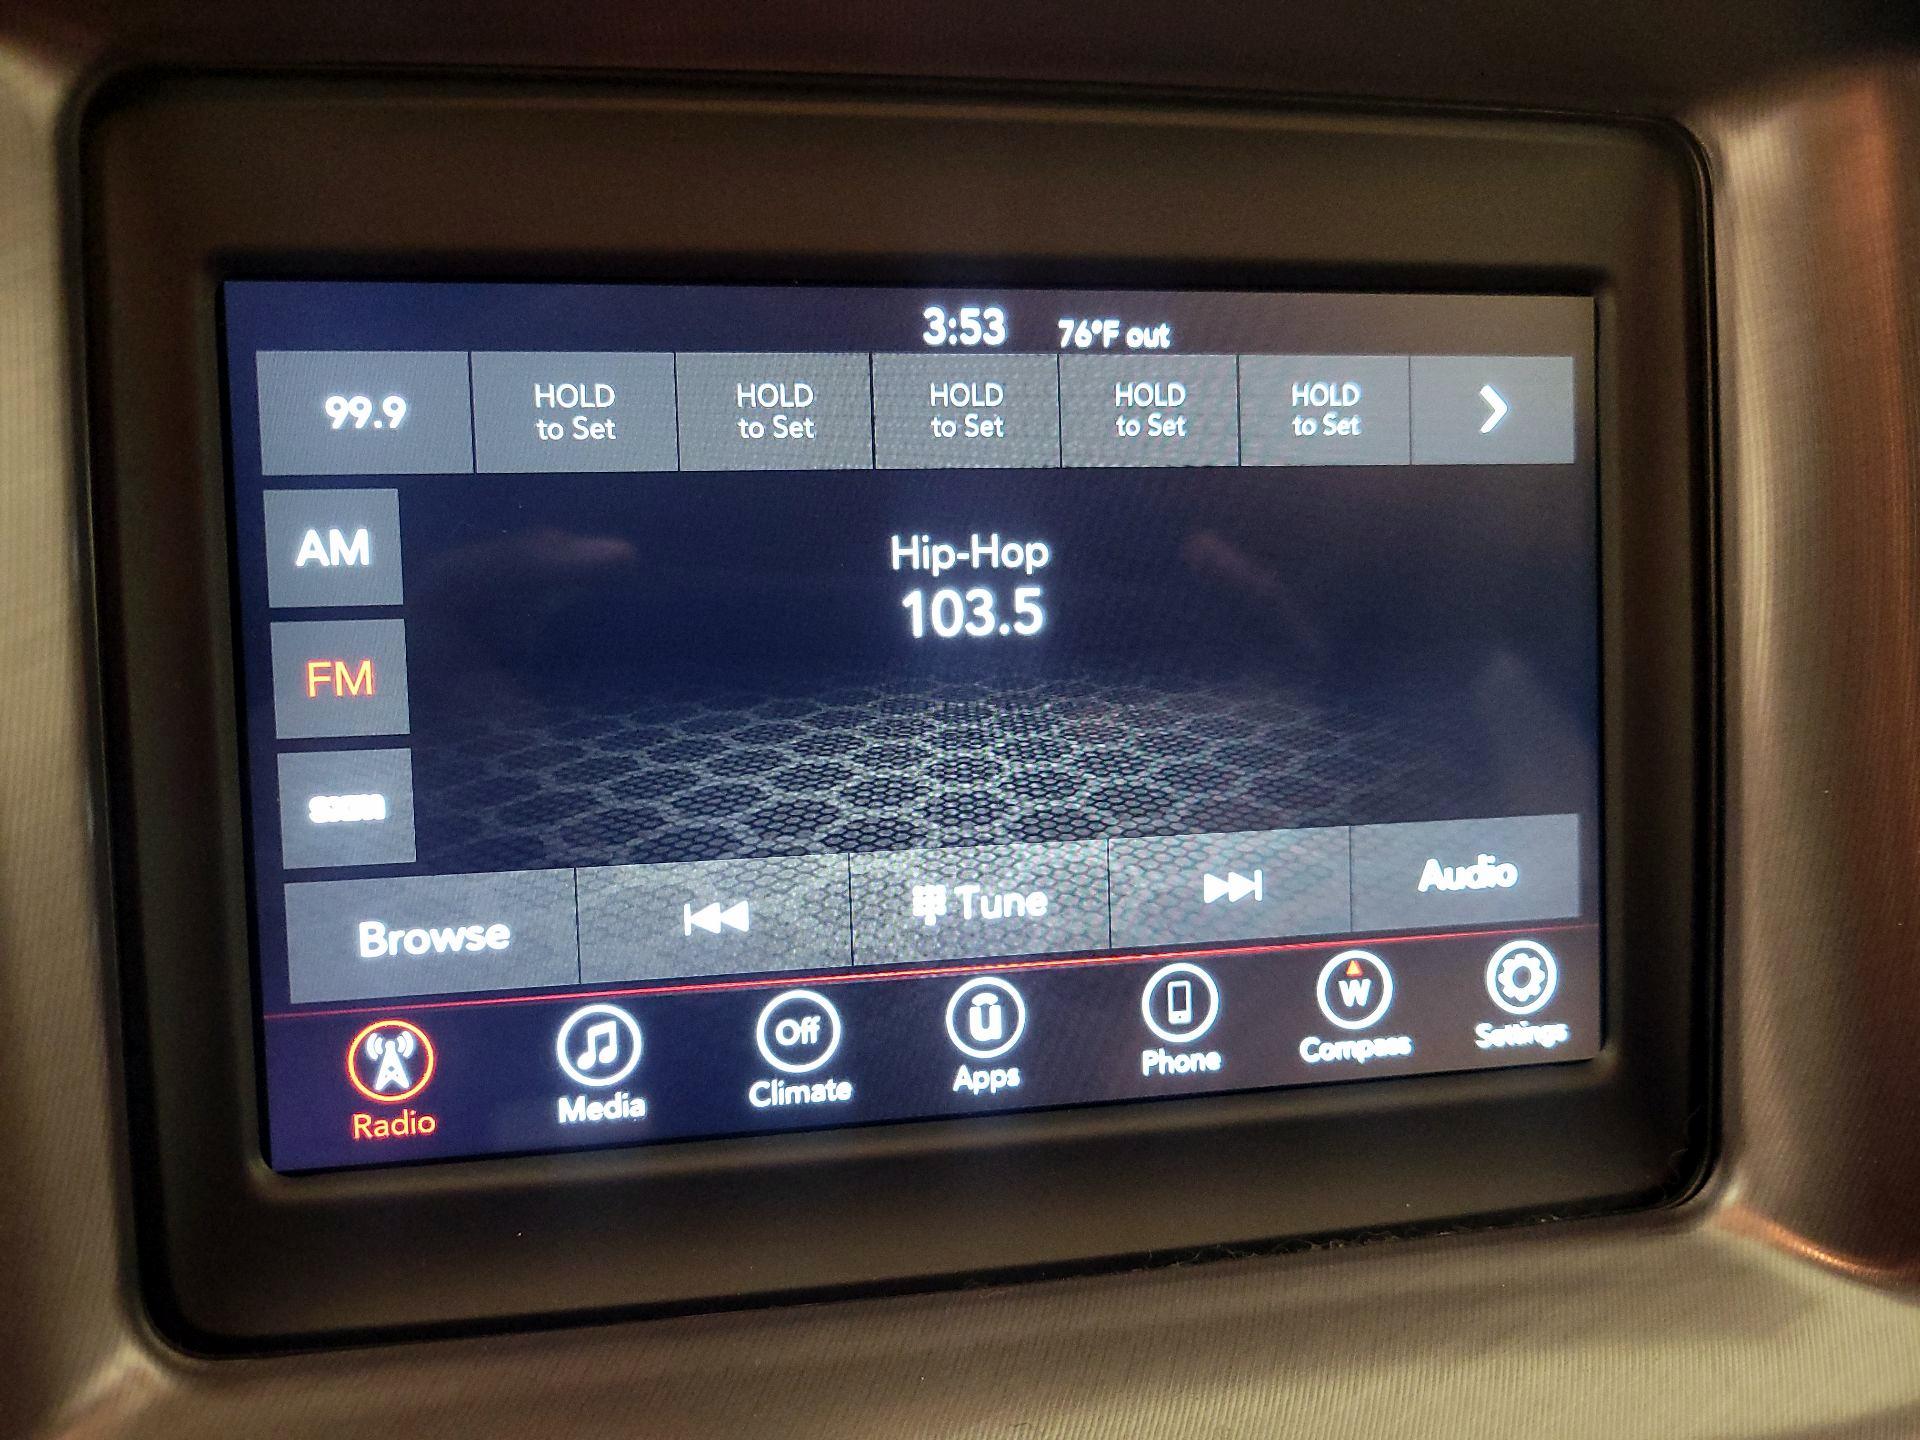 3:53 76°F out
99.9
HOLD
to Set
HOLD
to Set
HOLD
to Set
HOLD
to Set
HOLD
to Set
AM
Hip-Hop
103.5
FM
SXM
Browse
Tune
Audio
Radio
Media
Off
Climate
ü
Apps
Phone
W
Compass
Settings